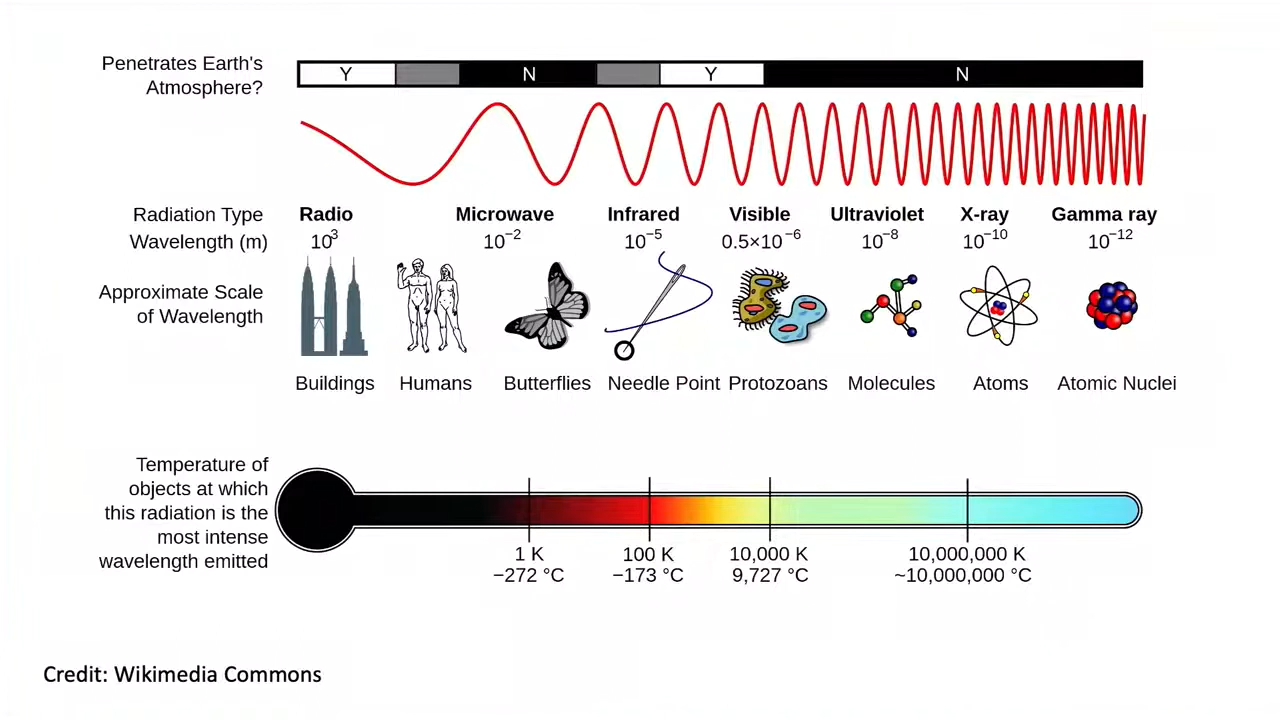 Penetrates Earth's
Atmosphere?
Y N Y N
Radiation Type Radio Microwave Infrared Visible Ultraviolet X-ray Gamma ray
Wavelength (m) 10³ 10⁻² 10⁻⁵ 0.5×10⁻⁶ 10⁻⁸ 10⁻¹⁰ 10⁻¹²
Approximate Scale
of Wavelength
Buildings Humans Butterflies Needle Point Protozoans Molecules Atoms Atomic Nuclei
Temperature of
objects at which
this radiation is the
most intense
wavelength emitted
1 K 100 K 10,000 K 10,000,000 K
−272 °C −173 °C 9,727 °C ~10,000,000 °C
Credit: Wikimedia Commons